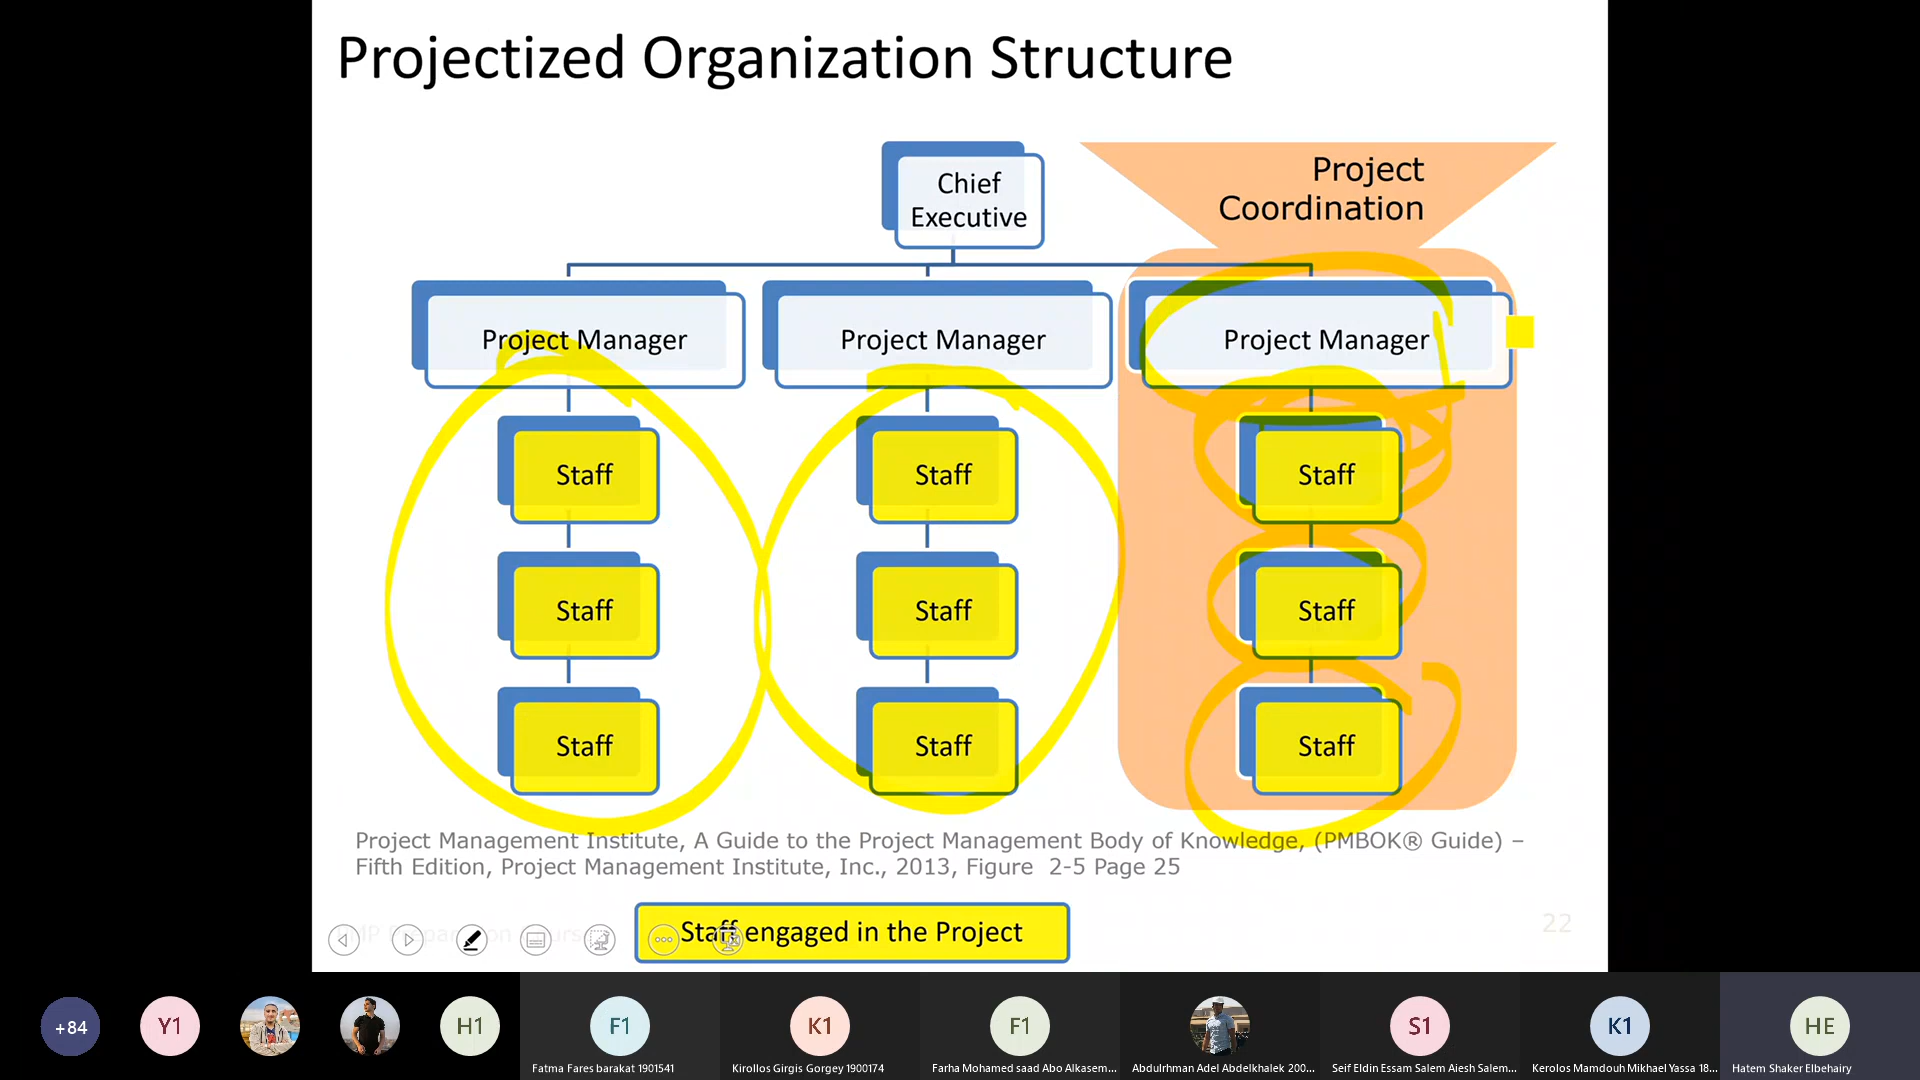 Projectized Organization Structure
Chief
Executive
Project
Coordination
Project Manager
Project Manager
Project Manager
Staff
Staff
Staff
Staff
Staff
Staff
Staff
Staff
Staff
Project Management Institute, A Guide to the Project Management Body of Knowledge, (PMBOK® Guide) –
Fifth Edition, Project Management Institute, Inc., 2013, Figure 2-5 Page 25
Staff engaged in the Project
22
+84
Y1
H1
F1
K1
F1
S1
K1
HE
Fatma Fares barakat 1901541
Kirollos Girgis Gorgey 1900174
Farha Mohamed saad Abo Alkasem...
Abdulrhman Adel Abdelkhalek 200...
Seif Eldin Essam Salem Aiesh Salem...
Kerolos Mamdouh Mikhael Yassa 18...
Hatem Shaker Elbehairy